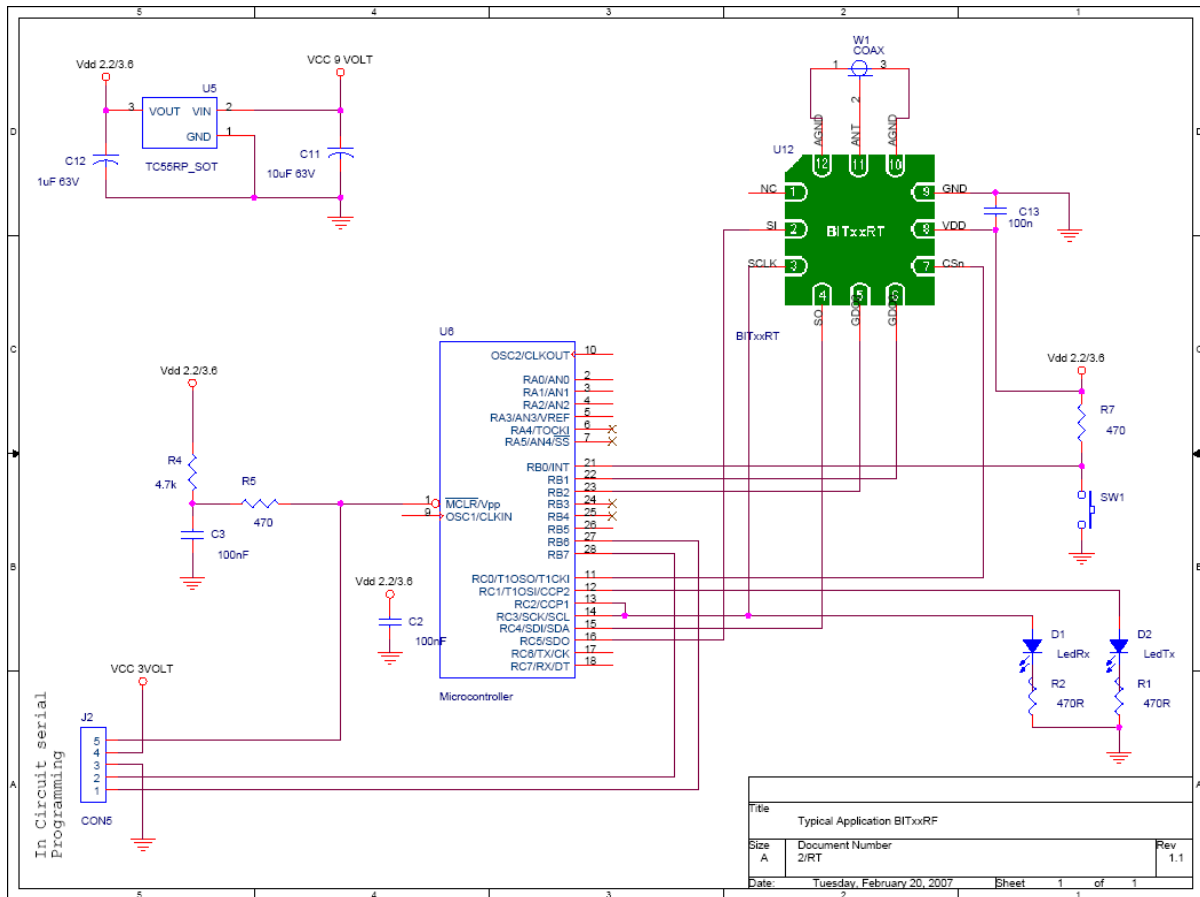 5
4
3
2
1
D
C
B
A
Vdd 2.2/3.6
VCC 9 VOLT
U5
3
VOUT VIN
2
GND
1
TC55RP_SOT
C12
1uF 63V
C11
10uF 63V
W1
COAX
1
3
2
AGND
ANT
AGND
U12
12
11
10
NC
1
9
GND
C13
100n
SI
2
BITxxRT
8
VDD
SCLK
3
7
CSn
4
5
6
SO
BITxxRT
U6
OSC2/CLKOUT
10
RA0/AN0
2
RA1/AN1
3
RA2/AN2
4
RA3/AN3/VREF
5
RA4/TOCKI
6
RA5/AN4/SS
7
RB0/INT
21
RB1
22
RB2
23
RB3
24
RB4
25
RB5
26
RB6
27
RB7
28
1
MCLR/Vpp
9
OSC1/CLKIN
RC0/T1OSO/T1CKI
11
RC1/T1OSI/CCP2
12
RC2/CCP1
13
RC3/SCK/SCL
14
RC4/SDI/SDA
15
RC5/SDO
16
RC6/TX/CK
17
RC7/RX/DT
18
Microcontroller
Vdd 2.2/3.6
R4
4.7k
R5
470
C3
100nF
Vdd 2.2/3.6
C2
100nF
Vdd 2.2/3.6
R7
470
SW1
D1
LedRx
R2
470R
D2
LedTx
R1
470R
VCC 3VOLT
J2
5
4
3
2
1
CON5
In Circuit serial
Programming
Title
Typical Application BITxxRF
Size
A
Document Number
2/RT
Rev
1.1
Date:
Tuesday, February 20, 2007
Sheet 1 of 1
5
4
3
2
1
D
C
B
A